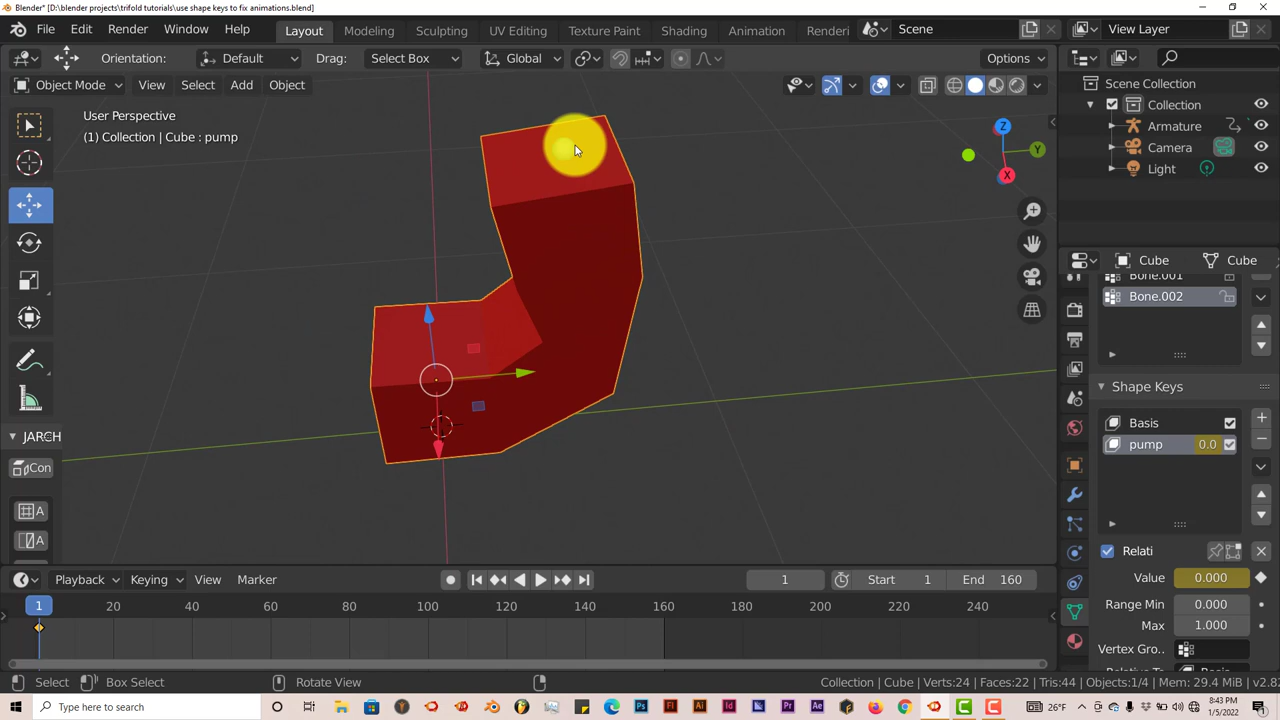 Blender* [D:\blender projects\trifold tutorials\use shape keys to fix animations.blend]
File Edit Render Window Help Layout Modeling Sculpting UV Editing Texture Paint Shading Animation Renderi Scene View Layer
Orientation: Default Drag: Select Box Global Options
Object Mode View Select Add Object
Scene Collection
Collection
Armature
Camera
Light
User Perspective
(1) Collection | Cube : pump
Z
Y
X
Cube Cube
Bone.001
Bone.002
Shape Keys
Basis
pump 0.0
JARCH
Con
A
A
Relati
Value 0.000
Range Min 0.000
Max 1.000
Vertex Gro..
Basis
Playback Keying View Marker 1 Start 1 End 160
1 20 40 60 80 100 120 140 160 180 200 220 240
Select Box Select Rotate View Collection | Cube | Verts:24 | Faces:22 | Tris:44 | Objects:1/4 | Mem: 29.4 MiB | v2.8
Type here to search
26°F
8:43 PM
1/5/2022